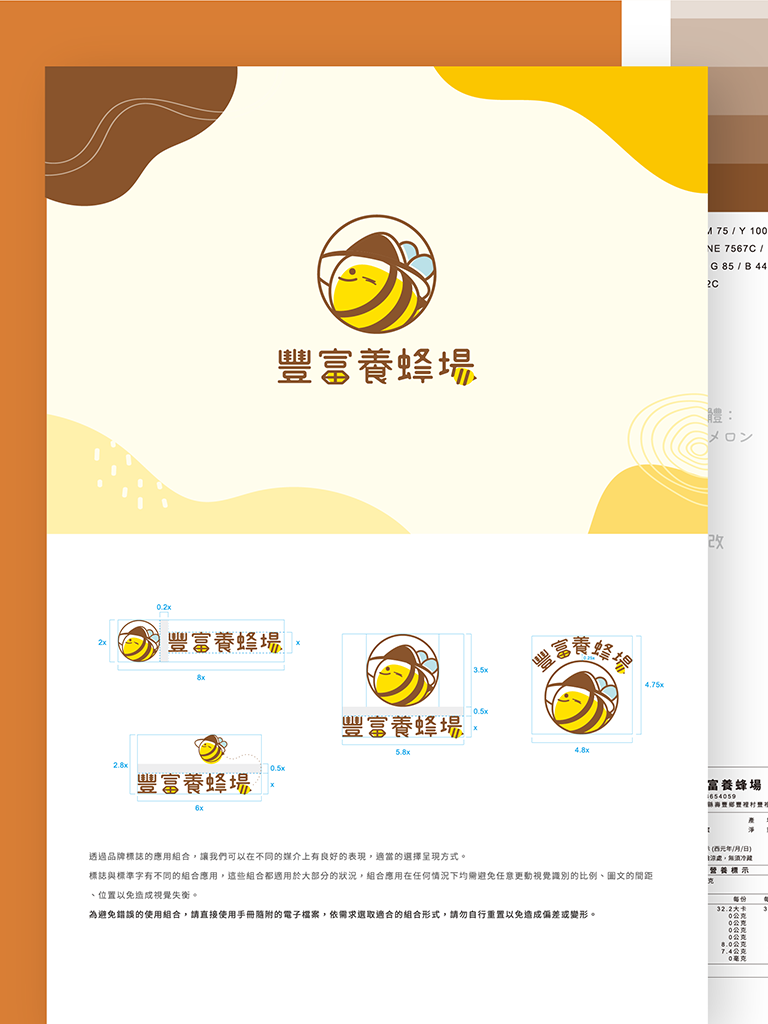 豐富養蜂場
M 75 / Y 100
NE 7567C /
G 85 / B 44
2C
體：
メロン
改
0.2x
2x
豐富養蜂場
x
8x
豐富養蜂場
3.5x
0.5x
x
5.8x
豐富養蜂場
4.75x
4.8x
2.8x
豐富養蜂場
0.5x
x
6x
富養蜂場
654059
縣壽豐鄉豐裡村豐裡
產
淨
(西元年/月/日)
涼處，無須冷藏
營養標示
克
每份
32.2大卡
0公克
0公克
0公克
0公克
8.0公克
7.4公克
0毫克
透過品牌標誌的應用組合，讓我們可以在不同的媒介上有良好的表現，適當的選擇呈現方式。
標誌與標準字有不同的組合應用，這些組合都適用於大部分的狀況，組合應用在任何情況下均需避免任意更動視覺識別的比例、圖文的間距
、位置以免造成視覺失衡。
為避免錯誤的使用組合，請直接使用手冊隨附的電子檔案，依需求選取適合的組合形式，請勿自行重置以免造成偏差或變形。